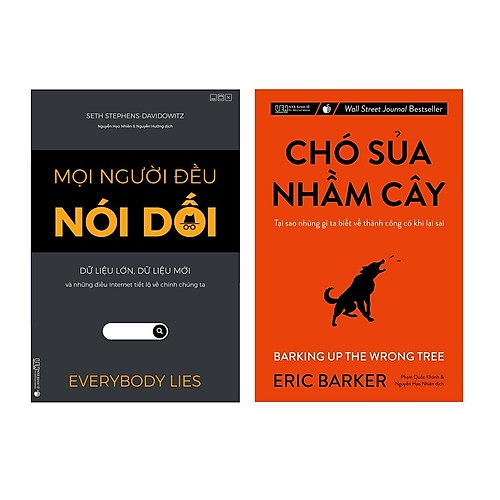 SETH STEPHENS-DAVIDOWITZ
Nguyễn Hạo Nhiên & Nguyễn Hưởng dịch
MỌI NGƯỜI ĐỀU
NÓI DỐI
DỮ LIỆU LỚN, DỮ LIỆU MỚI
và những điều Internet tiết lộ về chính chúng ta
EVERYBODY LIES
Wall Street Journal Bestseller
CHÓ SỦA
NHẦM CÂY
Tại sao những gì ta biết về thành công có khi lại sai
BARKING UP THE WRONG TREE
ERIC BARKER
Phạm Quốc Khánh &
Nguyễn Hạo Nhiên dịch